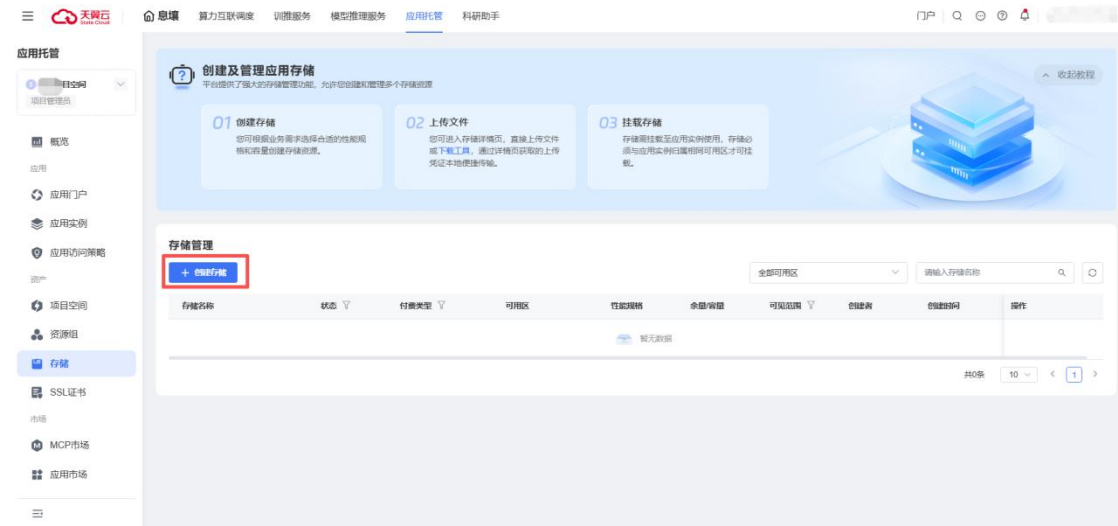 天翼云
State Cloud
息壤
算力互联调度
训推服务
模型推理服务
应用托管
科研助手
门户
应用托管
目空间
项目管理员
概览
应用
应用门户
应用实例
应用访问策略
资产
项目空间
资源组
存储
SSL证书
市场
MCP市场
应用市场
创建及管理应用存储
平台提供了强大的存储管理功能，允许您创建和管理多个存储资源
收起教程
01 创建存储
您可根据业务需求选择合适的性能规
格和容量创建存储资源。
02 上传文件
您可进入存储详情页，直接上传文件
或下载工具，通过详情页获取的上传
凭证本地便捷传输。
03 挂载存储
存储需挂载至应用实例使用，存储必
须与应用实例归属相同可用区才可挂
载。
存储管理
+ 创建存储
全部可用区
请输入存储名称
存储名称 状态 付费类型 可用区 性能规格 余量/容量 可见范围 创建者 创建时间 操作
暂无数据
共0条 10 1